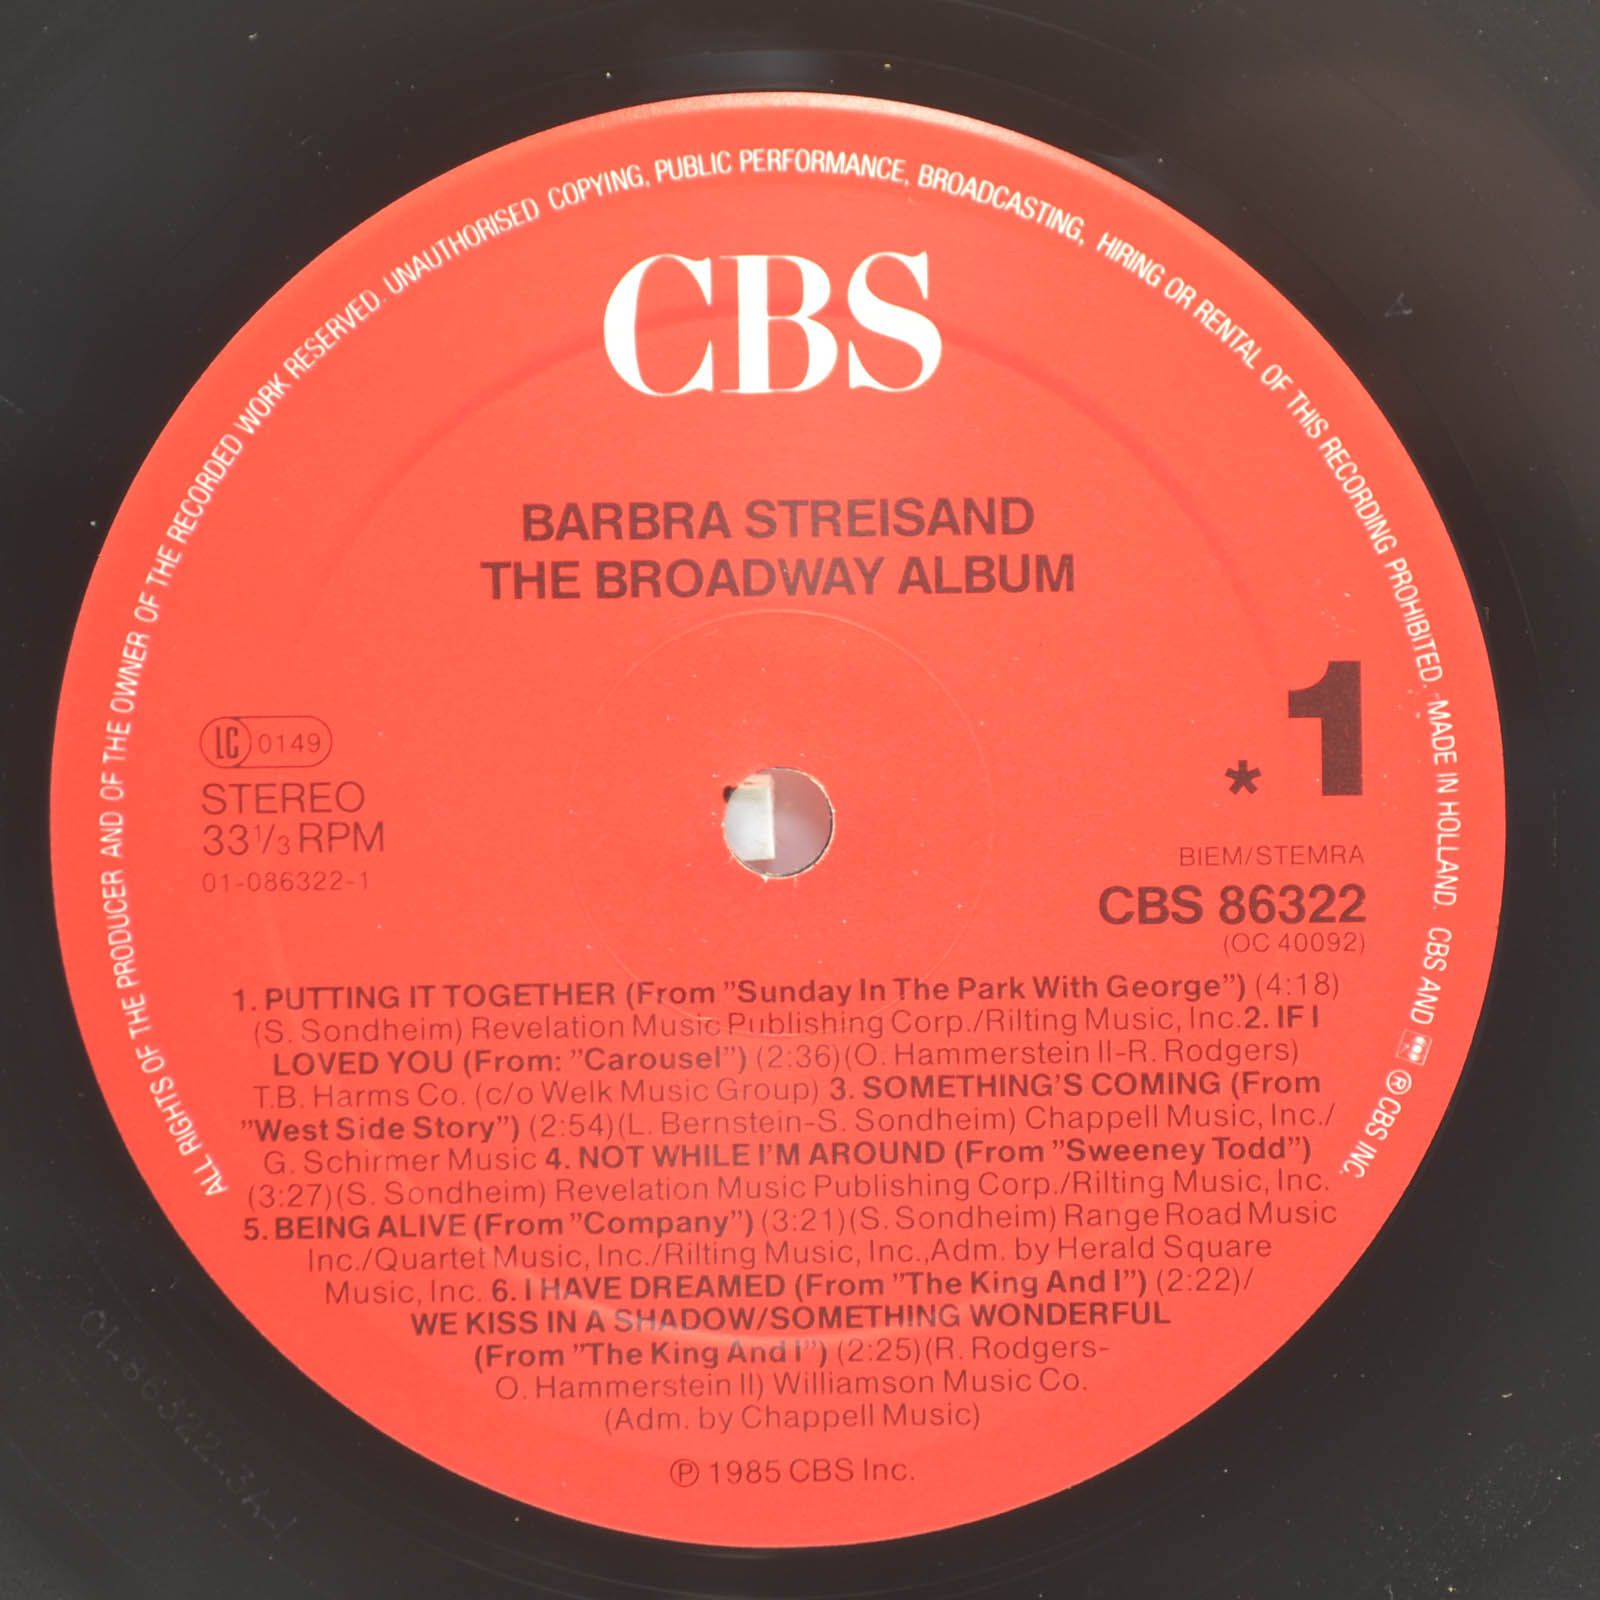 ALL RIGHTS OF THE PRODUCER AND OF THE OWNER OF THE RECORDED WORK RESERVED. UNAUTHORISED COPYING, PUBLIC PERFORMANCE, BROADCASTING, HIRING OR RENTAL OF THIS RECORDING PROHIBITED. MADE IN HOLLAND. CBS AND ® CBS INC.
CBS
BARBRA STREISAND
THE BROADWAY ALBUM
1
*
LC 0149
STEREO
33 1/3 RPM
01-086322-1
BIEM/STEMRA
CBS 86322
(OC 40092)
1. PUTTING IT TOGETHER (From "Sunday In The Park With George") (4:18)
(S. Sondheim) Revelation Music Publishing Corp./Rilting Music, Inc. 2. IF I
LOVED YOU (From: "Carousel") (2:36) (O. Hammerstein II-R. Rodgers)
T.B. Harms Co. (c/o Welk Music Group) 3. SOMETHING'S COMING (From
"West Side Story") (2:54) (L. Bernstein-S. Sondheim) Chappell Music, Inc./
G. Schirmer Music 4. NOT WHILE I'M AROUND (From "Sweeney Todd")
(3:27) (S. Sondheim) Revelation Music Publishing Corp./Rilting Music, Inc.
5. BEING ALIVE (From "Company") (3:21) (S. Sondheim) Range Road Music
Inc./Quartet Music, Inc./Rilting Music, Inc., Adm. by Herald Square
Music, Inc. 6. I HAVE DREAMED (From "The King And I") (2:22)/
WE KISS IN A SHADOW/SOMETHING WONDERFUL
(From "The King And I") (2:25) (R. Rodgers-
O. Hammerstein II) Williamson Music Co.
(Adm. by Chappell Music)
℗ 1985 CBS Inc.
01-86322-3A-1